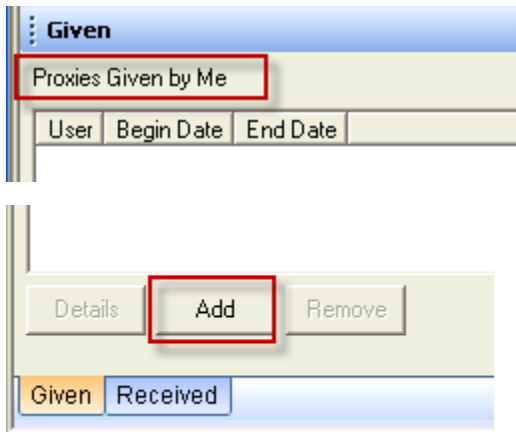 Given
Proxies Given by Me
User Begin Date End Date
Details Add Remove
Given Received